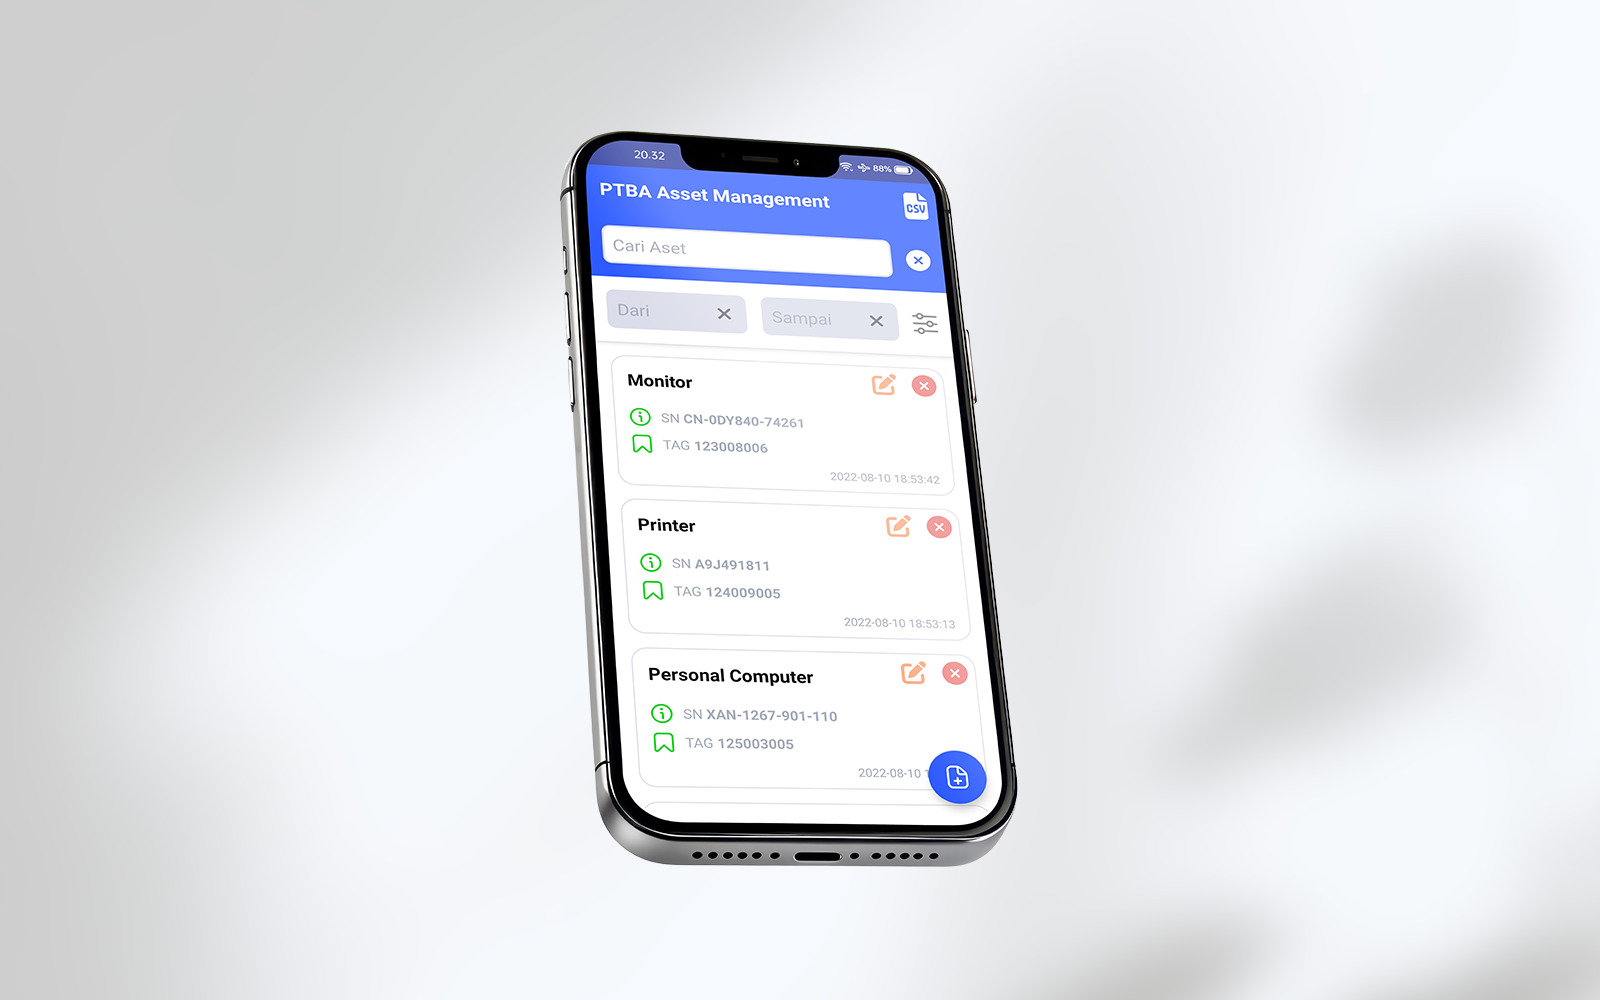 20.32
88%
PTBA Asset Management
CSV
Cari Aset
Dari
Sampai
Monitor
SN CN-0DY840-74261
TAG 123008006
2022-08-10 18:53:42
Printer
SN A9J491811
TAG 124009005
2022-08-10 18:53:13
Personal Computer
SN XAN-1267-901-110
TAG 125003005
2022-08-10